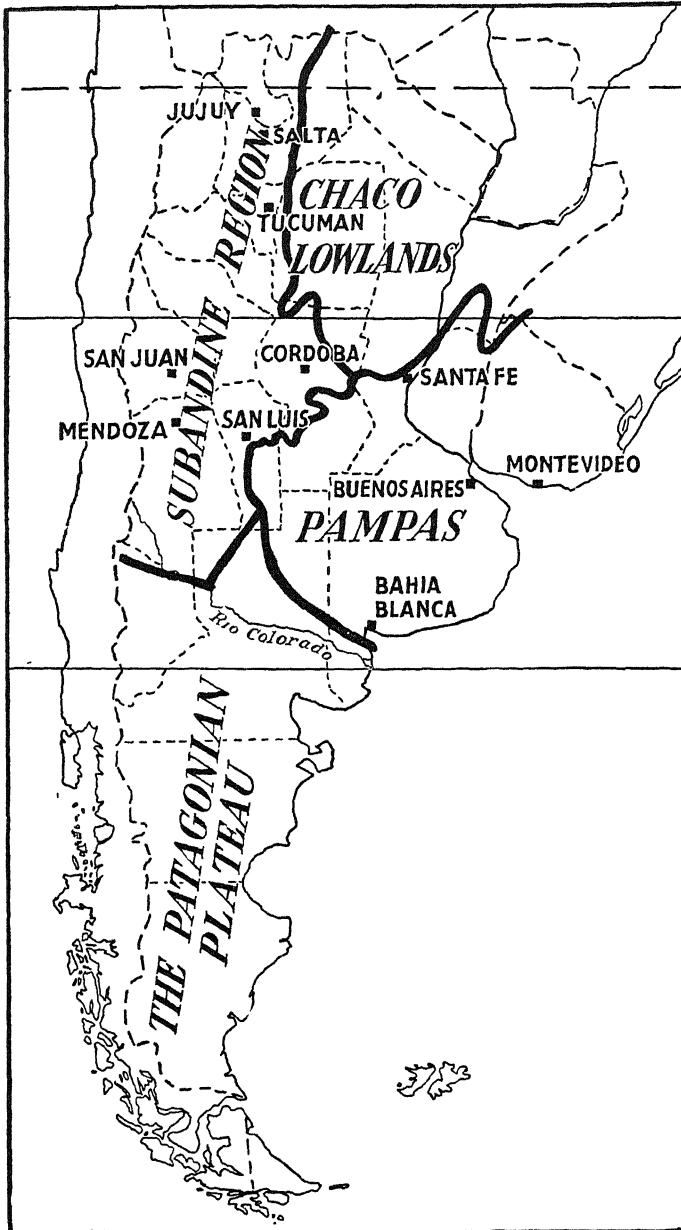 JUJUY
SALTA
CHACO
LOWLANDS
TUCUMAN
SUBANDINE REGION
SAN JUAN
CORDOBA
SANTA FE
MENDOZA
SAN LUIS
MONTEVIDEO
BUENOS AIRES
PAMPAS
BAHIA
BLANCA
Rio Colorado
THE PATAGONIAN
PLATEAU